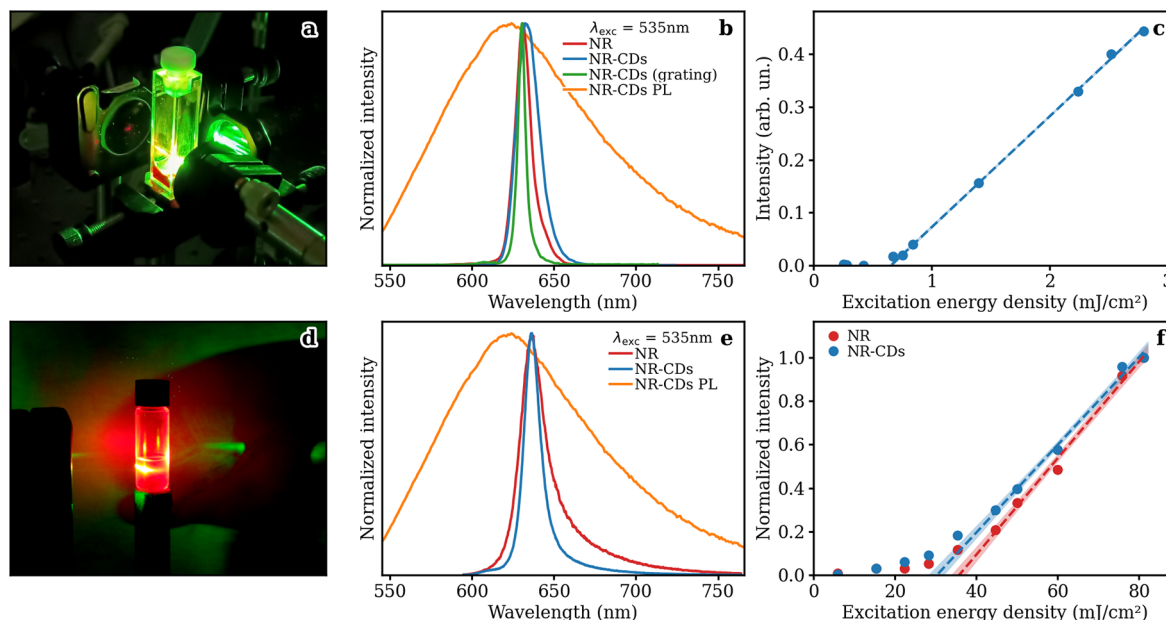 a
b
λexc = 535nm
NR
NR-CDs
NR-CDs (grating)
NR-CDs PL
Normalized intensity
550
600
650
700
750
Wavelength (nm)
c
Intensity (arb. un.)
0.4
0.3
0.2
0.1
0.0
0
1
2
3
Excitation energy density (mJ/cm²)
d
e
λexc = 535nm
NR
NR-CDs
NR-CDs PL
Normalized intensity
550
600
650
700
750
Wavelength (nm)
f
NR
NR-CDs
Normalized intensity
1.0
0.8
0.6
0.4
0.2
0.0
0
20
40
60
80
Excitation energy density (mJ/cm²)